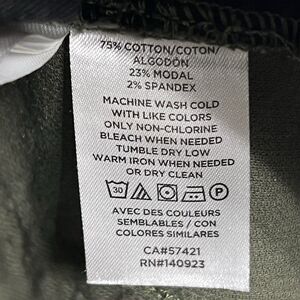 75% COTTON/COTON/
ALGODÓN
23% MODAL
2% SPANDEX
MACHINE WASH COLD
WITH LIKE COLORS
ONLY NON-CHLORINE
BLEACH WHEN NEEDED
TUMBLE DRY LOW
WARM IRON WHEN NEEDED
OR DRY CLEAN
30 P
AVEC DES COULEURS
SEMBLABLES / CON
COLORES SIMILARES
CA#57421
RN#140923